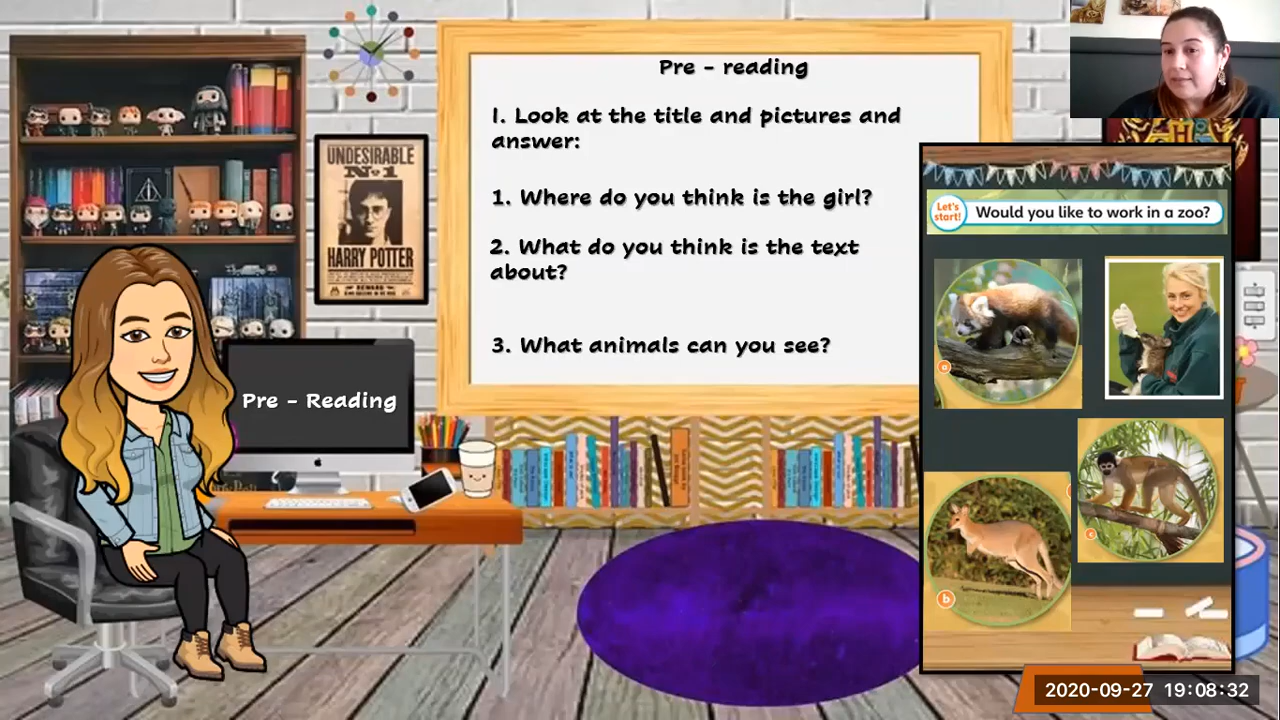 Pre - reading
I. Look at the title and pictures and
answer:
1. Where do you think is the girl?
2. What do you think is the text
about?
3. What animals can you see?
UNDESIRABLE
No 1
HARRY POTTER
REWARD
Pre - Reading
Let's
start!
Would you like to work in a zoo?
a
c
b
2020-09-27 19:08:32